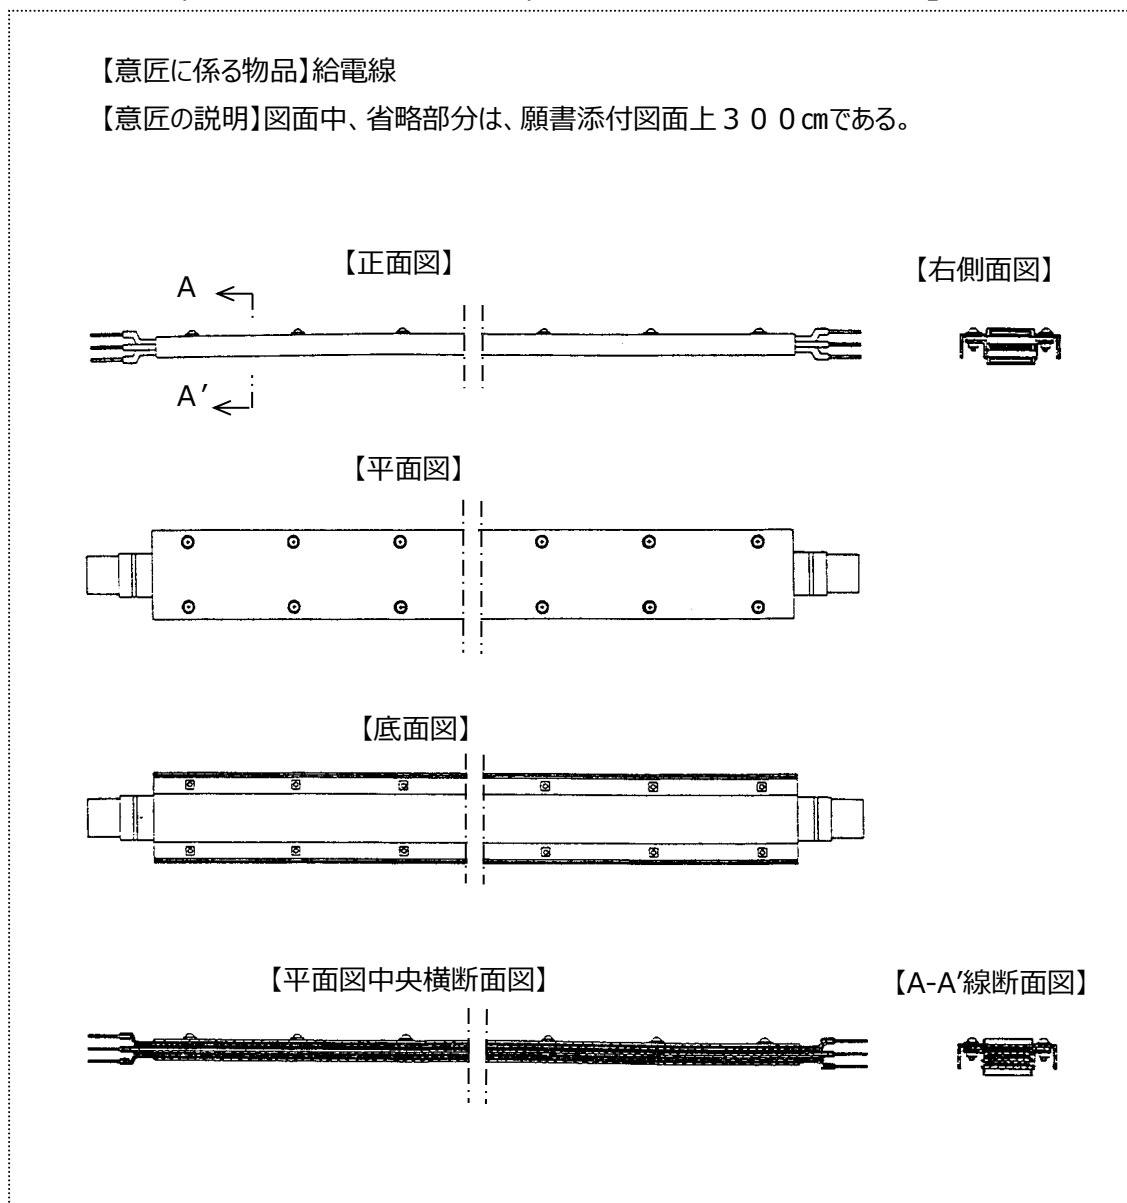 【意匠に係る物品】給電線
【意匠の説明】図面中、省略部分は、願書添付図面上３００㎝である。
【正面図】
【右側面図】
A
A′
【平面図】
【底面図】
【平面図中央横断面図】
【A-A′線断面図】